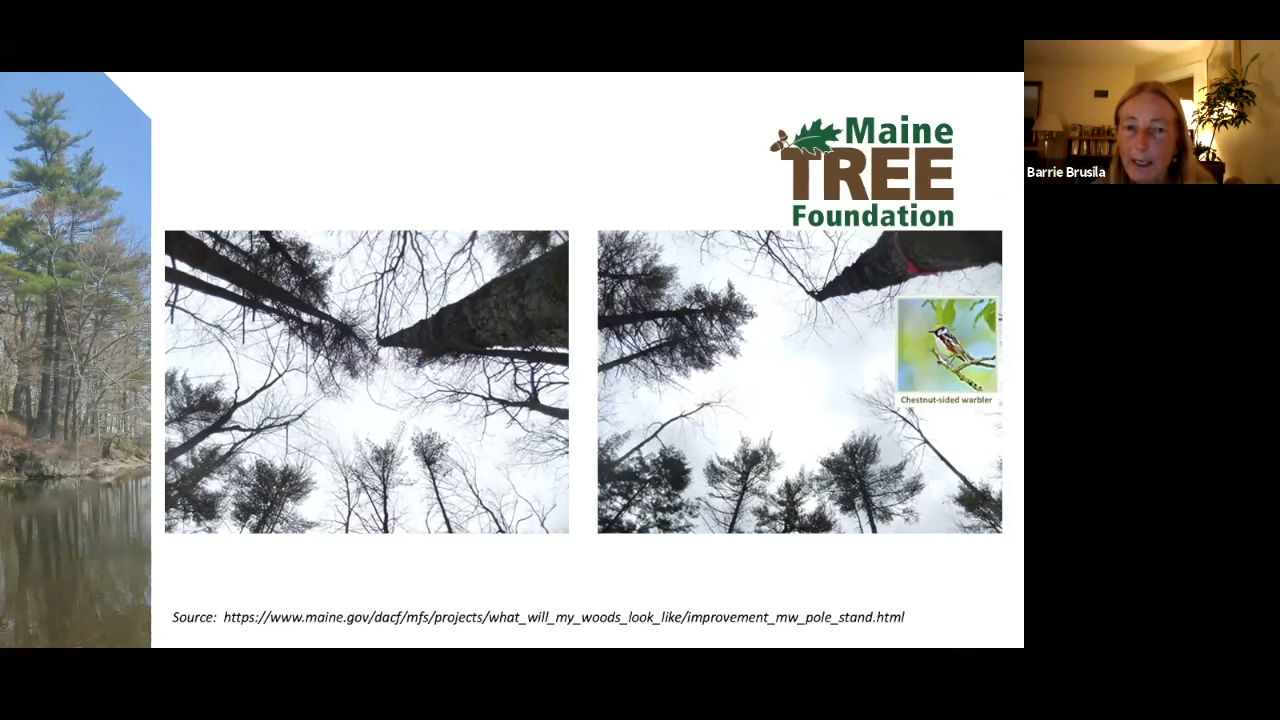 Maine
TREE
Foundation
Barrie Brusila
Chestnut-sided warbler
Source: https://www.maine.gov/dacf/mfs/projects/what_will_my_woods_look_like/improvement_mw_pole_stand.html